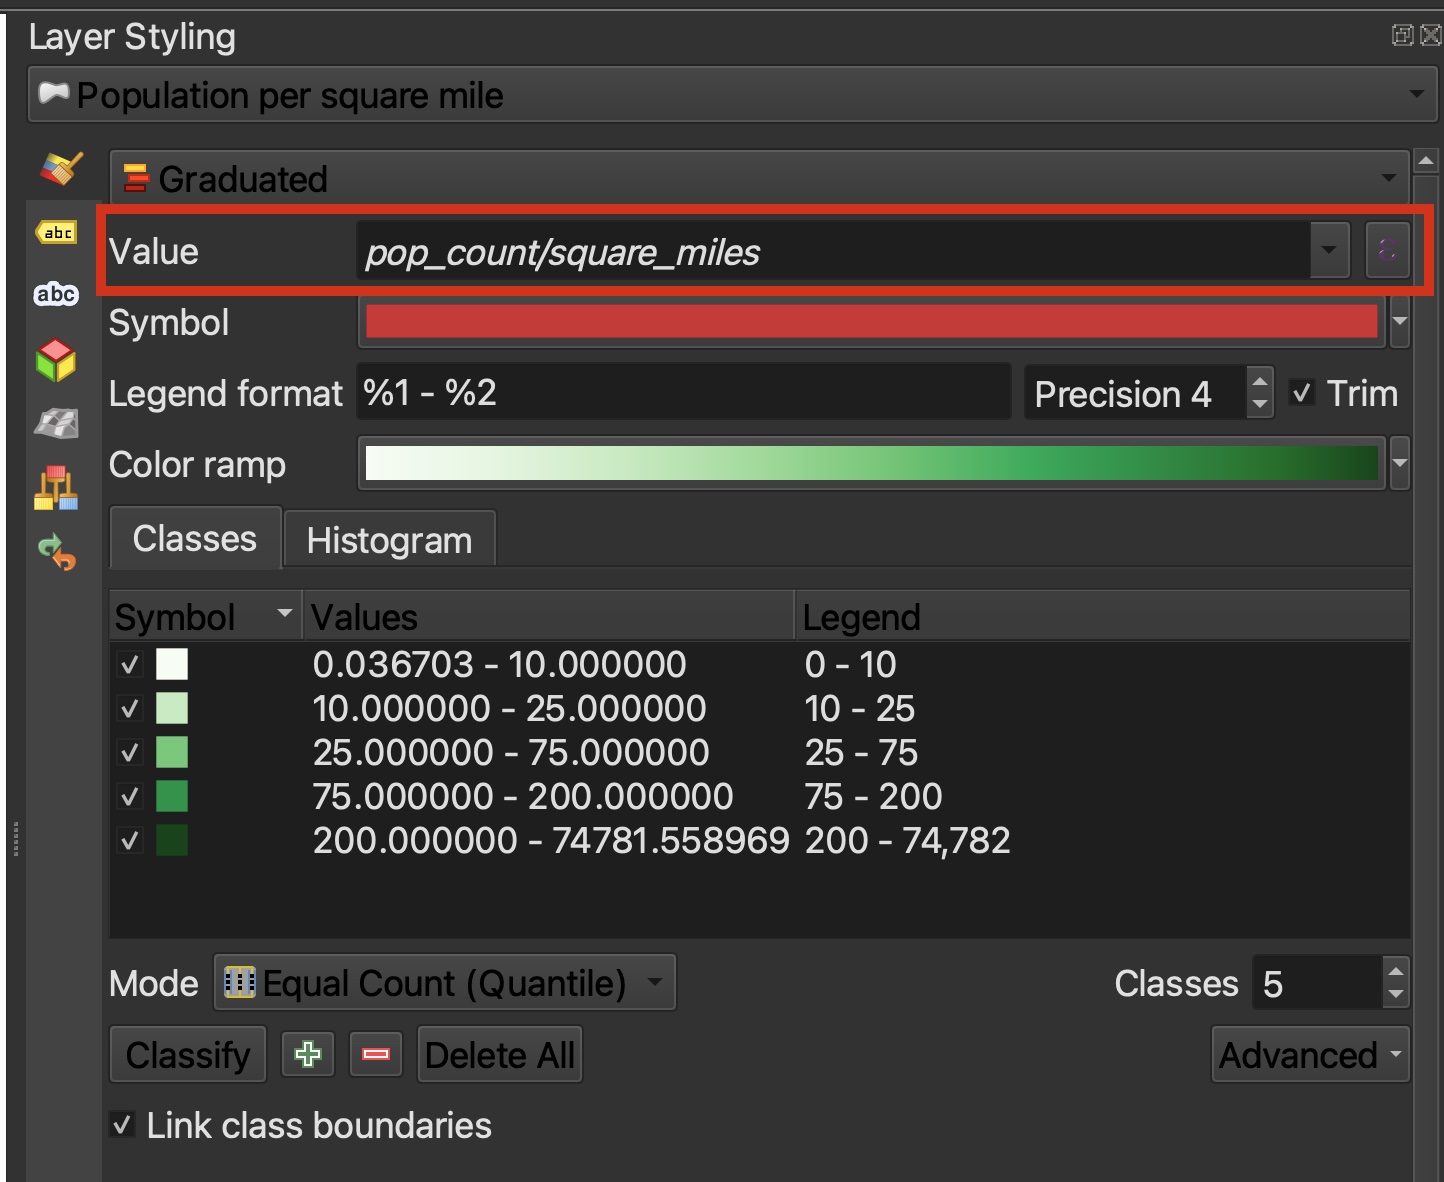 Layer Styling
Population per square mile
Graduated
abc
Value pop_count/square_miles
abc
Symbol
Legend format %1 - %2 Precision 4 Trim
Color ramp
Classes Histogram
Symbol Values Legend
0.036703 - 10.000000 0 - 10
10.000000 - 25.000000 10 - 25
25.000000 - 75.000000 25 - 75
75.000000 - 200.000000 75 - 200
200.000000 - 74781.558969 200 - 74,782
Mode Equal Count (Quantile) Classes 5
Classify Delete All Advanced
Link class boundaries